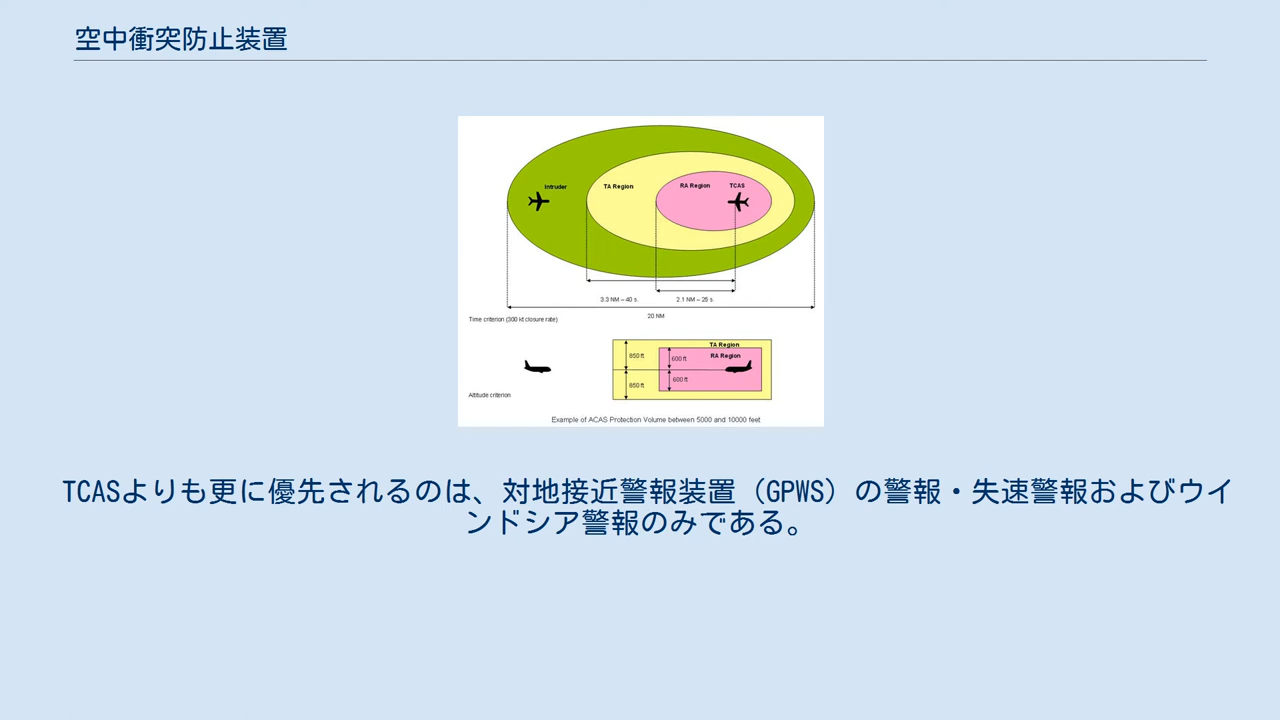 空中衝突防止装置
Intruder
TA Region
RA Region
TCAS
3.3 NM – 40 s.
2.1 NM – 25 s.
20 NM
Time criterion (300 kt closure rate)
TA Region
RA Region
850 ft
600 ft
600 ft
850 ft
Altitude criterion
Example of ACAS Protection Volume between 5000 and 10000 feet
TCASよりも更に優先されるのは、対地接近警報装置（GPWS）の警報・失速警報およびウイ
ンドシア警報のみである。